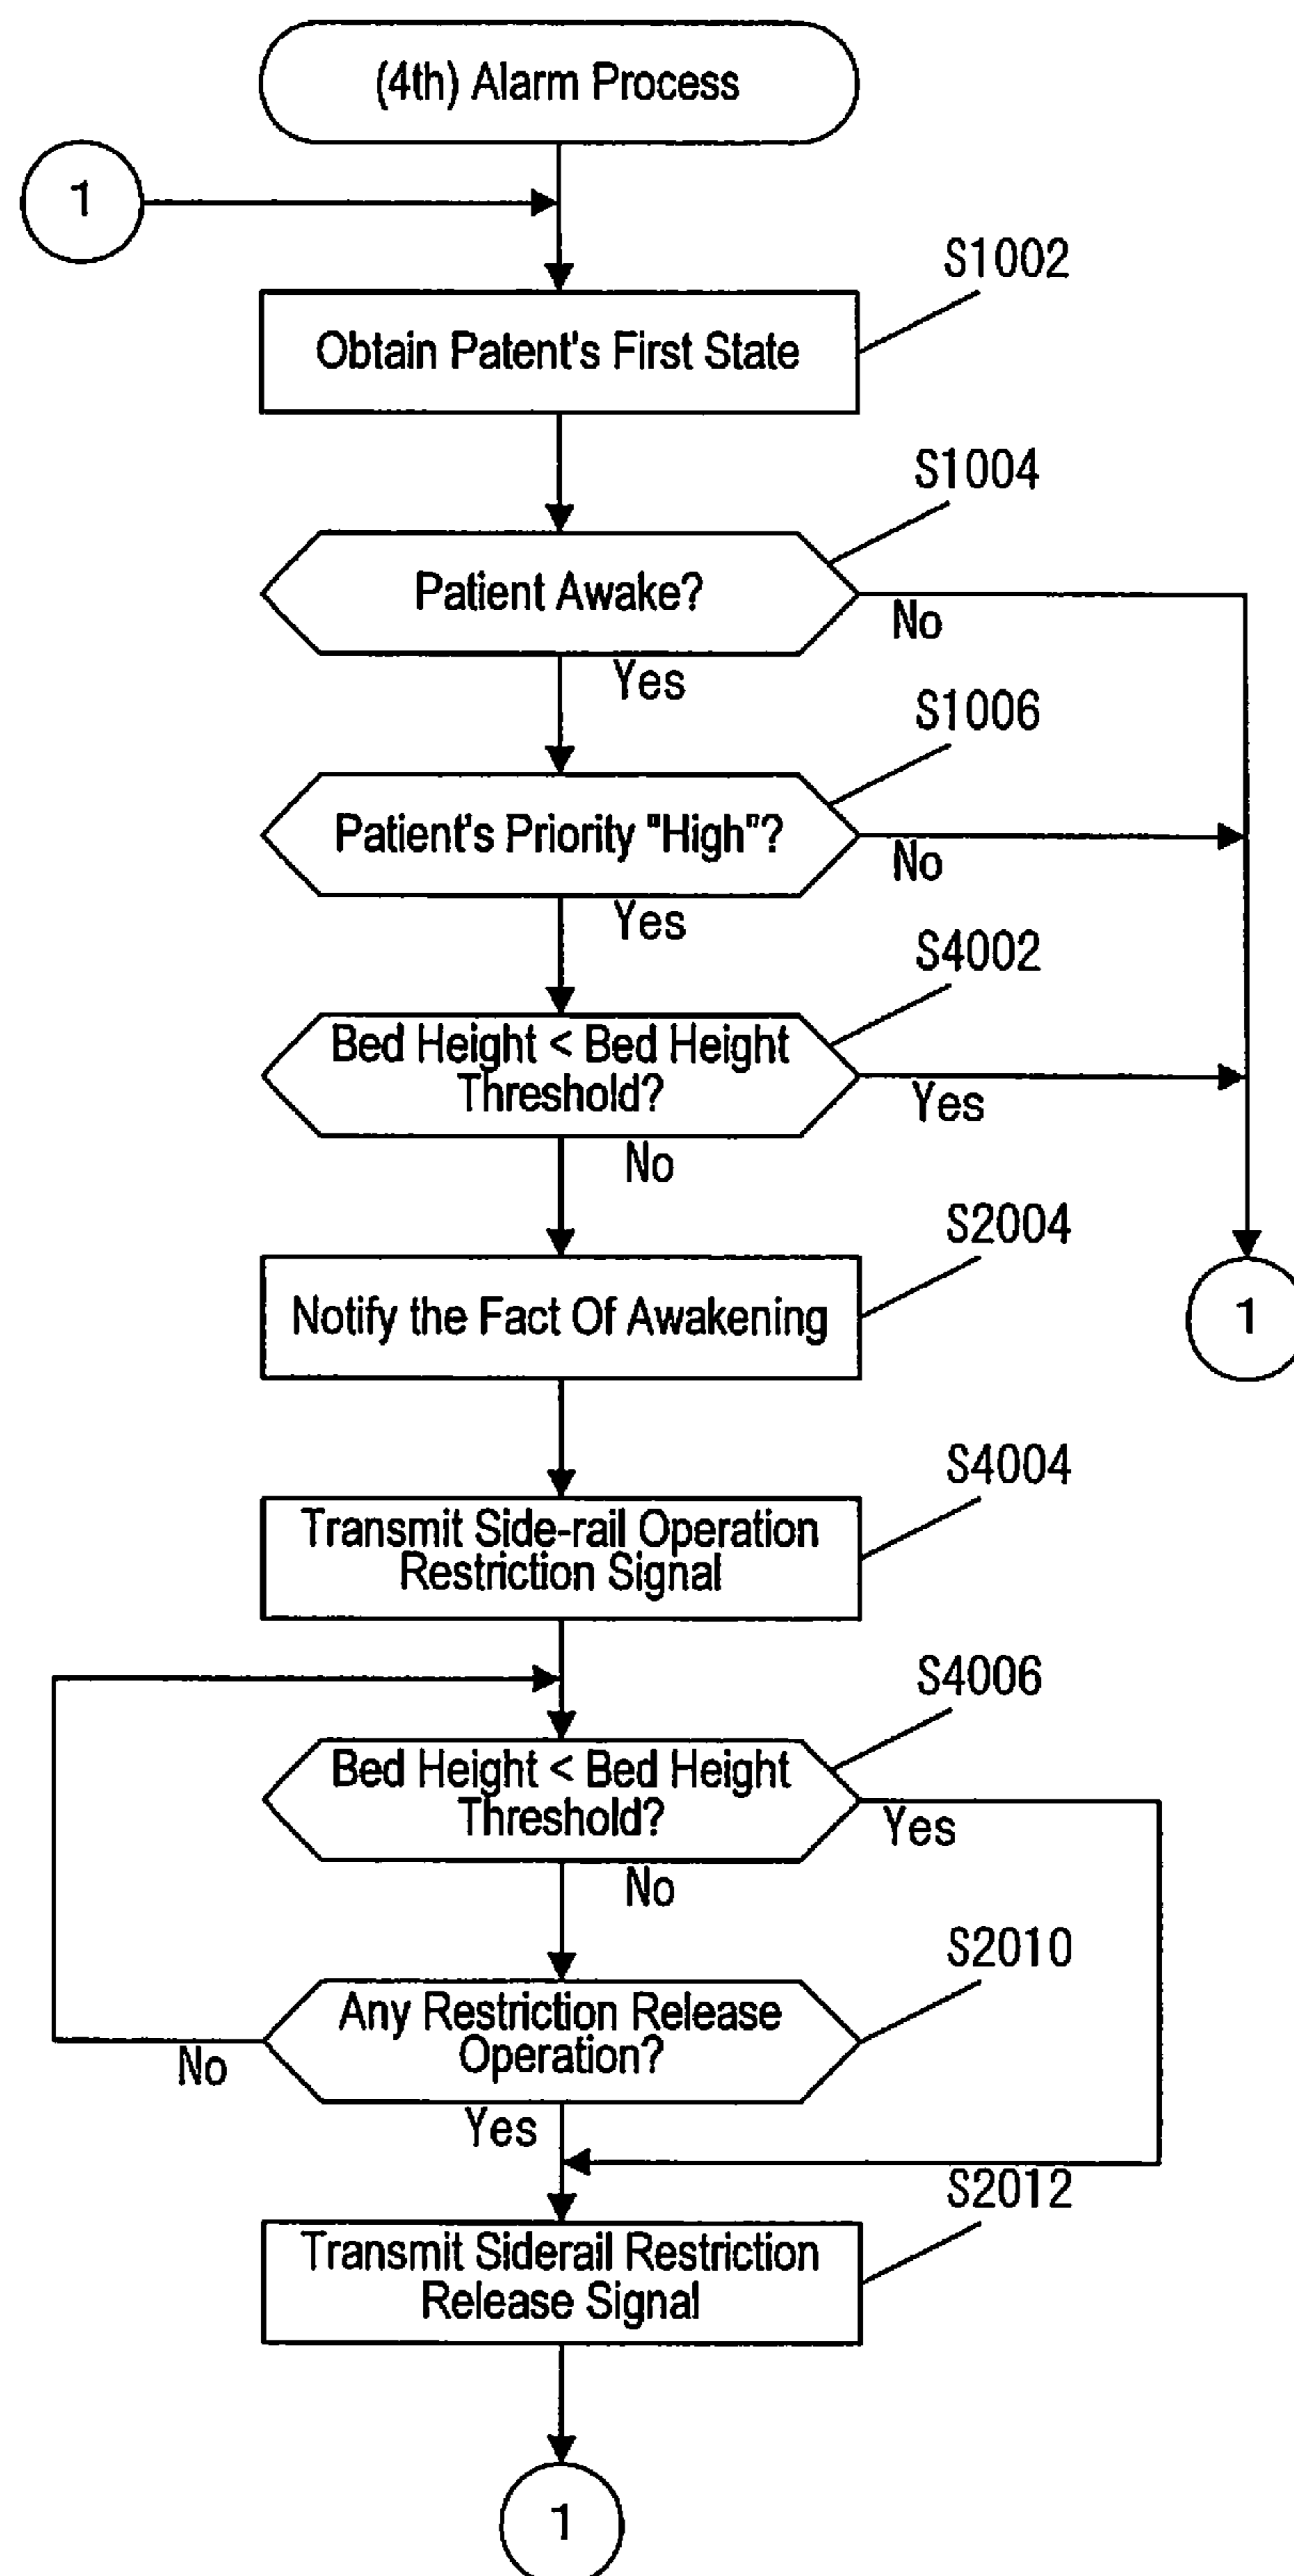 (4th) Alarm Process
1
S1002
Obtain Patent's First State
S1004
Patient Awake?
No
Yes
S1006
Patient's Priority "High"?
No
Yes
S4002
Bed Height < Bed Height
Threshold?
Yes
No
S2004
Notify the Fact Of Awakening
1
S4004
Transmit Side-rail Operation
Restriction Signal
S4006
Bed Height < Bed Height
Threshold?
Yes
No
S2010
Any Restriction Release
Operation?
No
Yes
S2012
Transmit Siderail Restriction
Release Signal
1